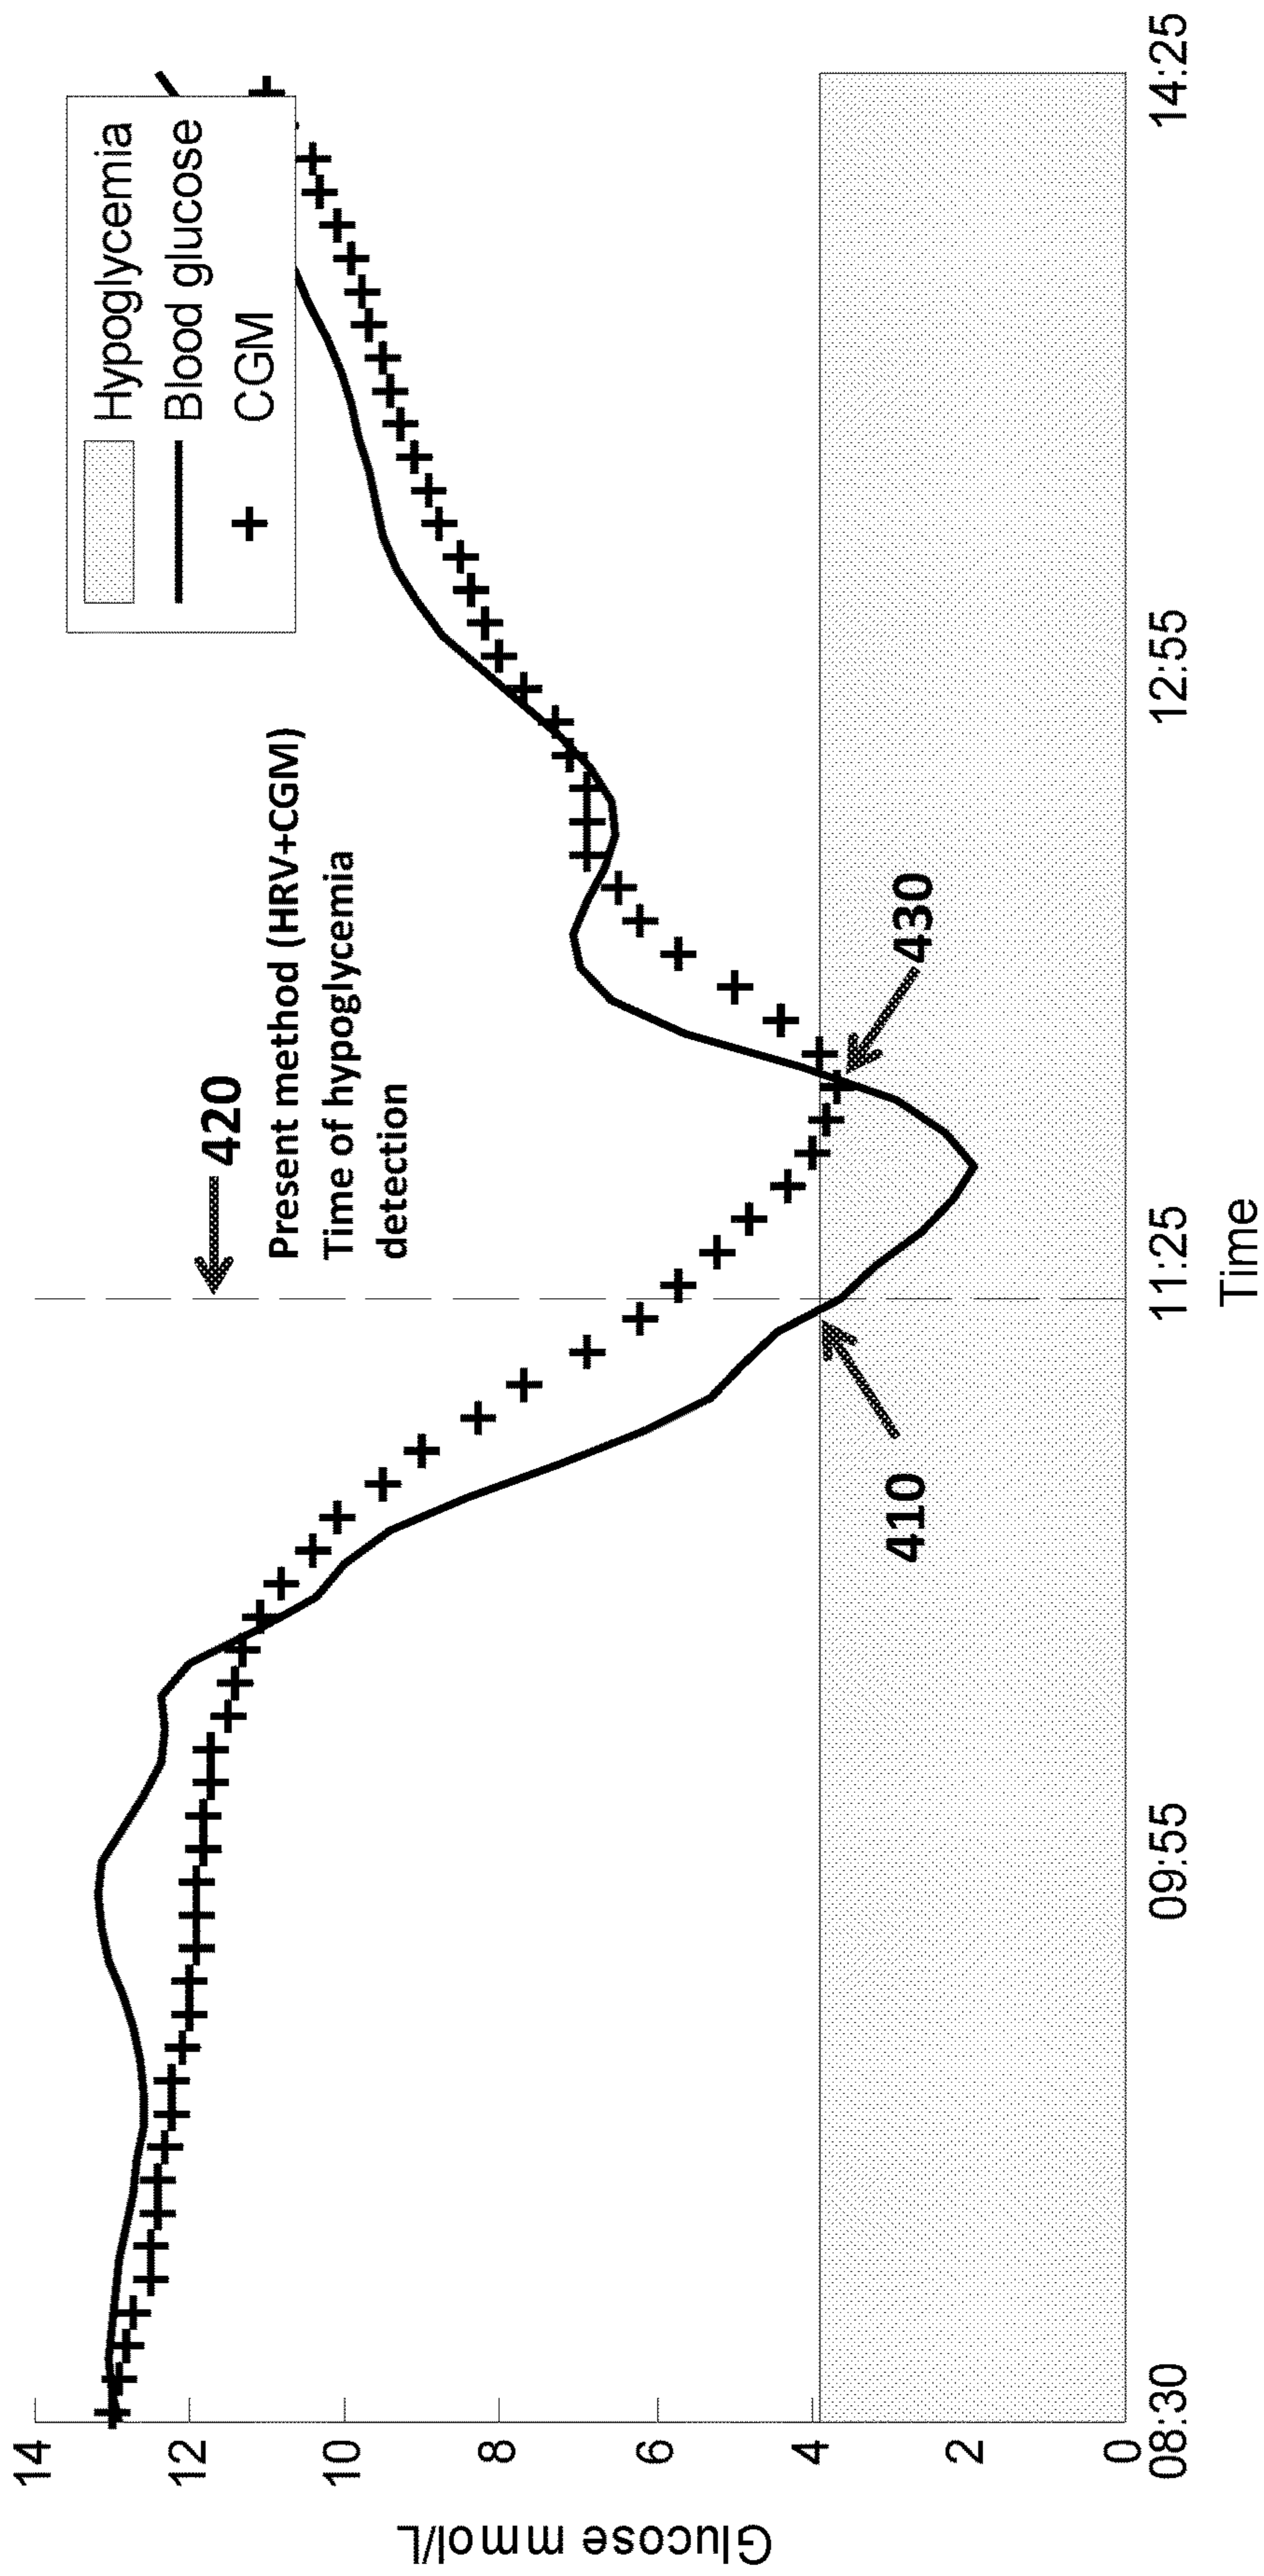 Glucose mmol/L
14
12
10
8
6
4
2
0
Hypoglycemia
Blood glucose
CGM
420
Present method (HRV+CGM)
Time of hypoglycemia
detection
410
430
08:30
09:55
11:25
12:55
14:25
Time